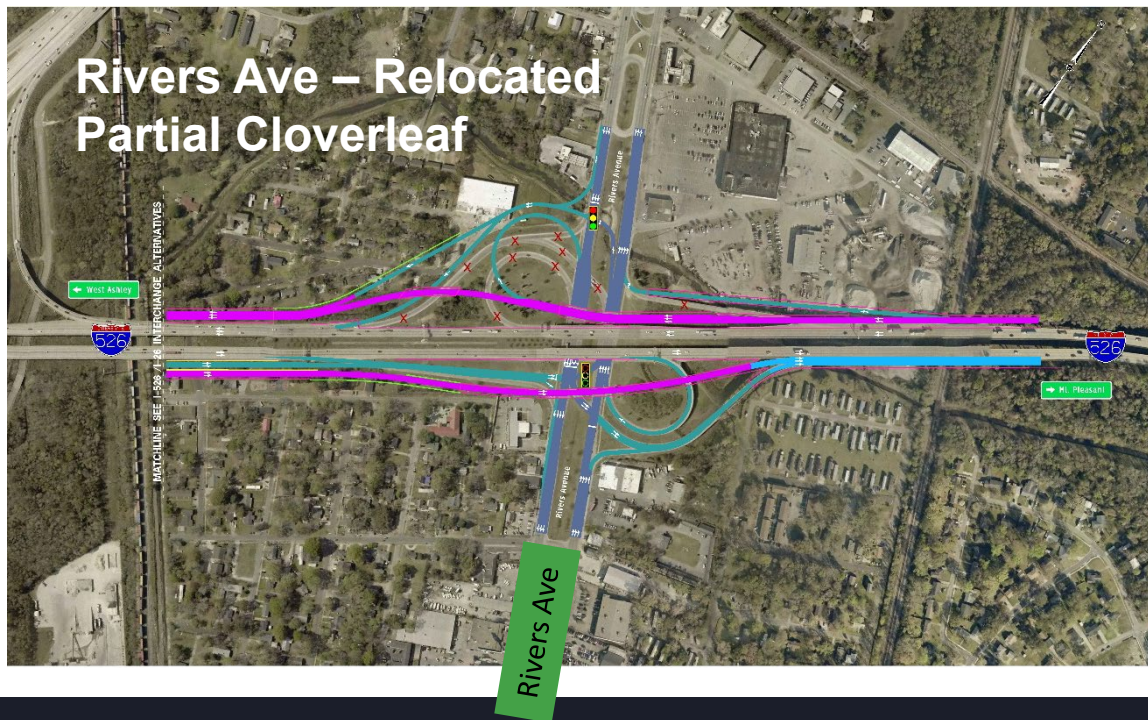 Rivers Ave – Relocated
Partial Cloverleaf
Rivers Avenue
MATCHLINE SEE I-526 /I-26 INTERCHANGE ALTERNATIVES
← West Ashley
526
526
→ Mt. Pleasant
Rivers Avenue
Rivers Ave